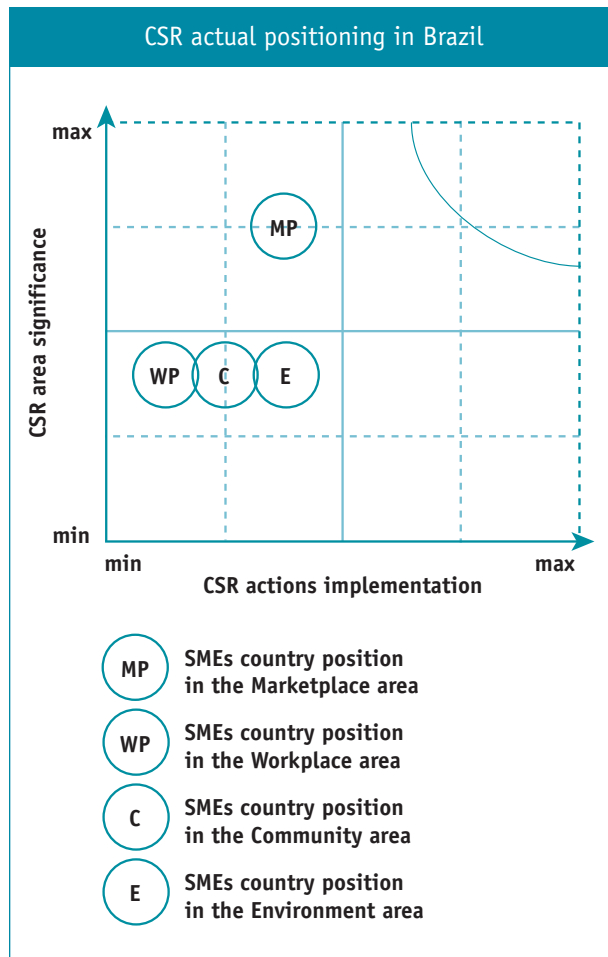 CSR actual positioning in Brazil
max
CSR area significance
MP
WP
C
E
min
min
max
CSR actions implementation
MP
SMEs country position
in the Marketplace area
WP
SMEs country position
in the Workplace area
C
SMEs country position
in the Community area
E
SMEs country position
in the Environment area